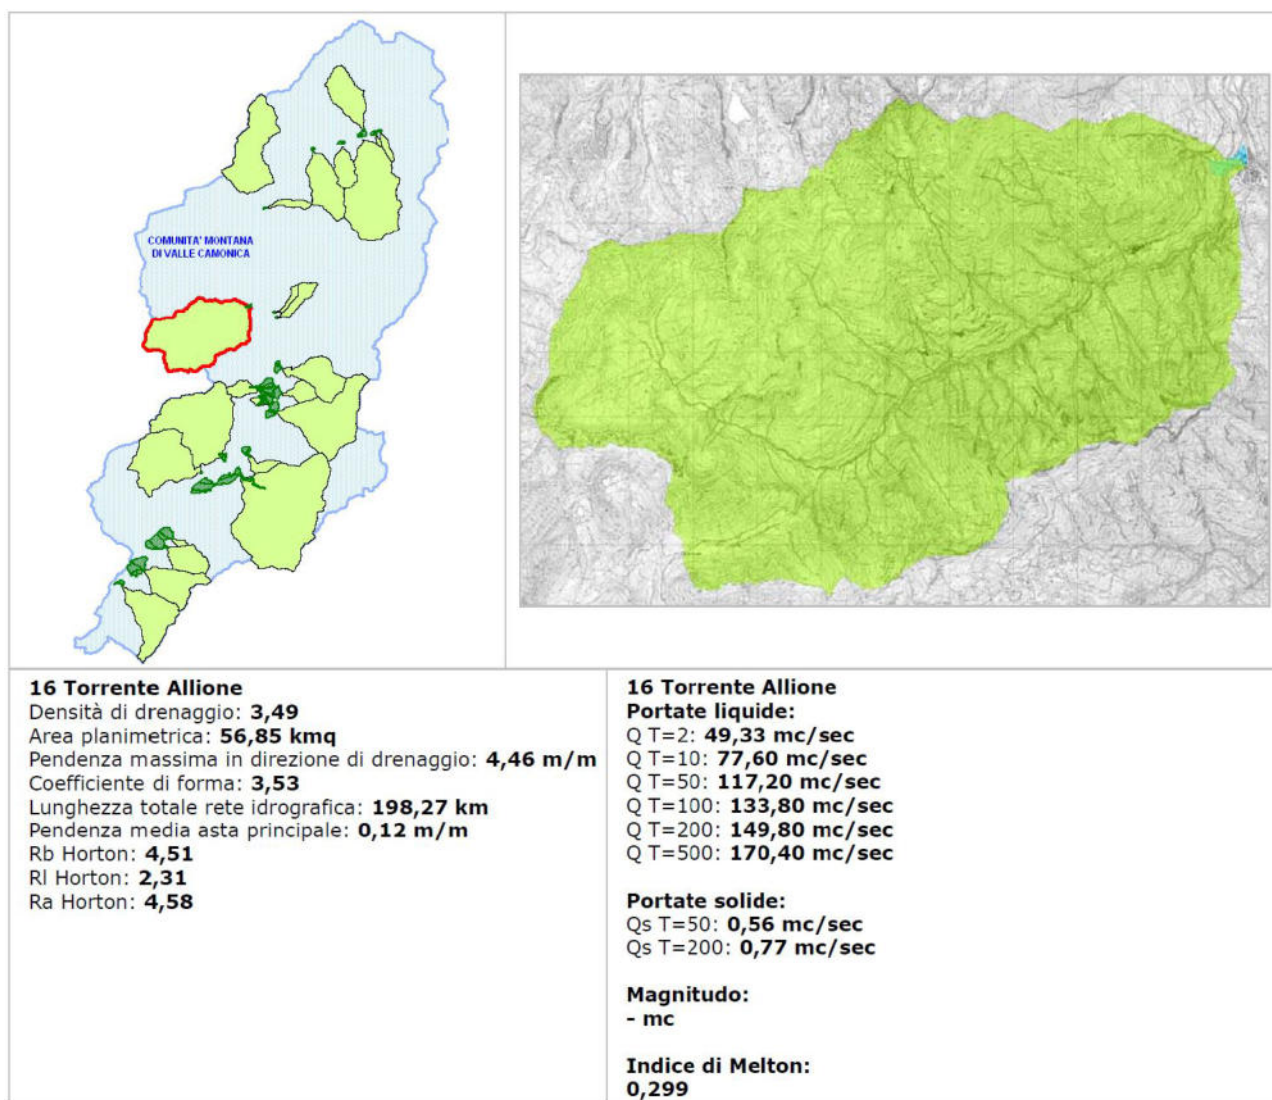 COMUNITA' MONTANA
DI VALLE CAMONICA
16 Torrente Allione
Densità di drenaggio: 3,49
Area planimetrica: 56,85 kmq
Pendenza massima in direzione di drenaggio: 4,46 m/m
Coefficiente di forma: 3,53
Lunghezza totale rete idrografica: 198,27 km
Pendenza media asta principale: 0,12 m/m
Rb Horton: 4,51
Rl Horton: 2,31
Ra Horton: 4,58
16 Torrente Allione
Portate liquide:
Q T=2: 49,33 mc/sec
Q T=10: 77,60 mc/sec
Q T=50: 117,20 mc/sec
Q T=100: 133,80 mc/sec
Q T=200: 149,80 mc/sec
Q T=500: 170,40 mc/sec
Portate solide:
Qs T=50: 0,56 mc/sec
Qs T=200: 0,77 mc/sec
Magnitudo:
- mc
Indice di Melton:
0,299